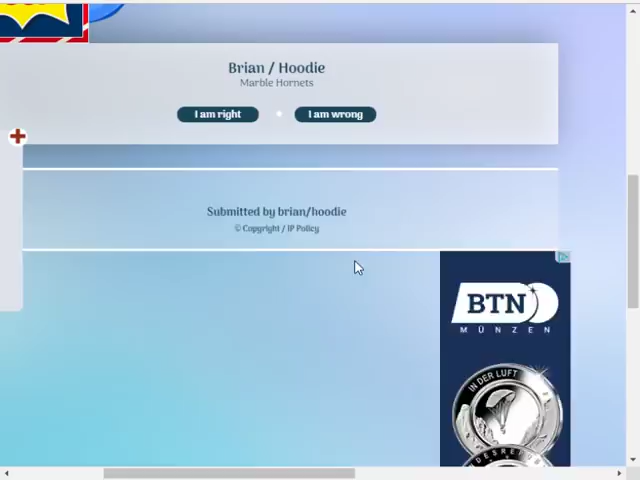 Brian / Hoodie
Marble Hornets
I am right
I am wrong
Submitted by brian/hoodie
© Copyright / IP Policy
BTN
MÜNZEN
IN DER LUFT